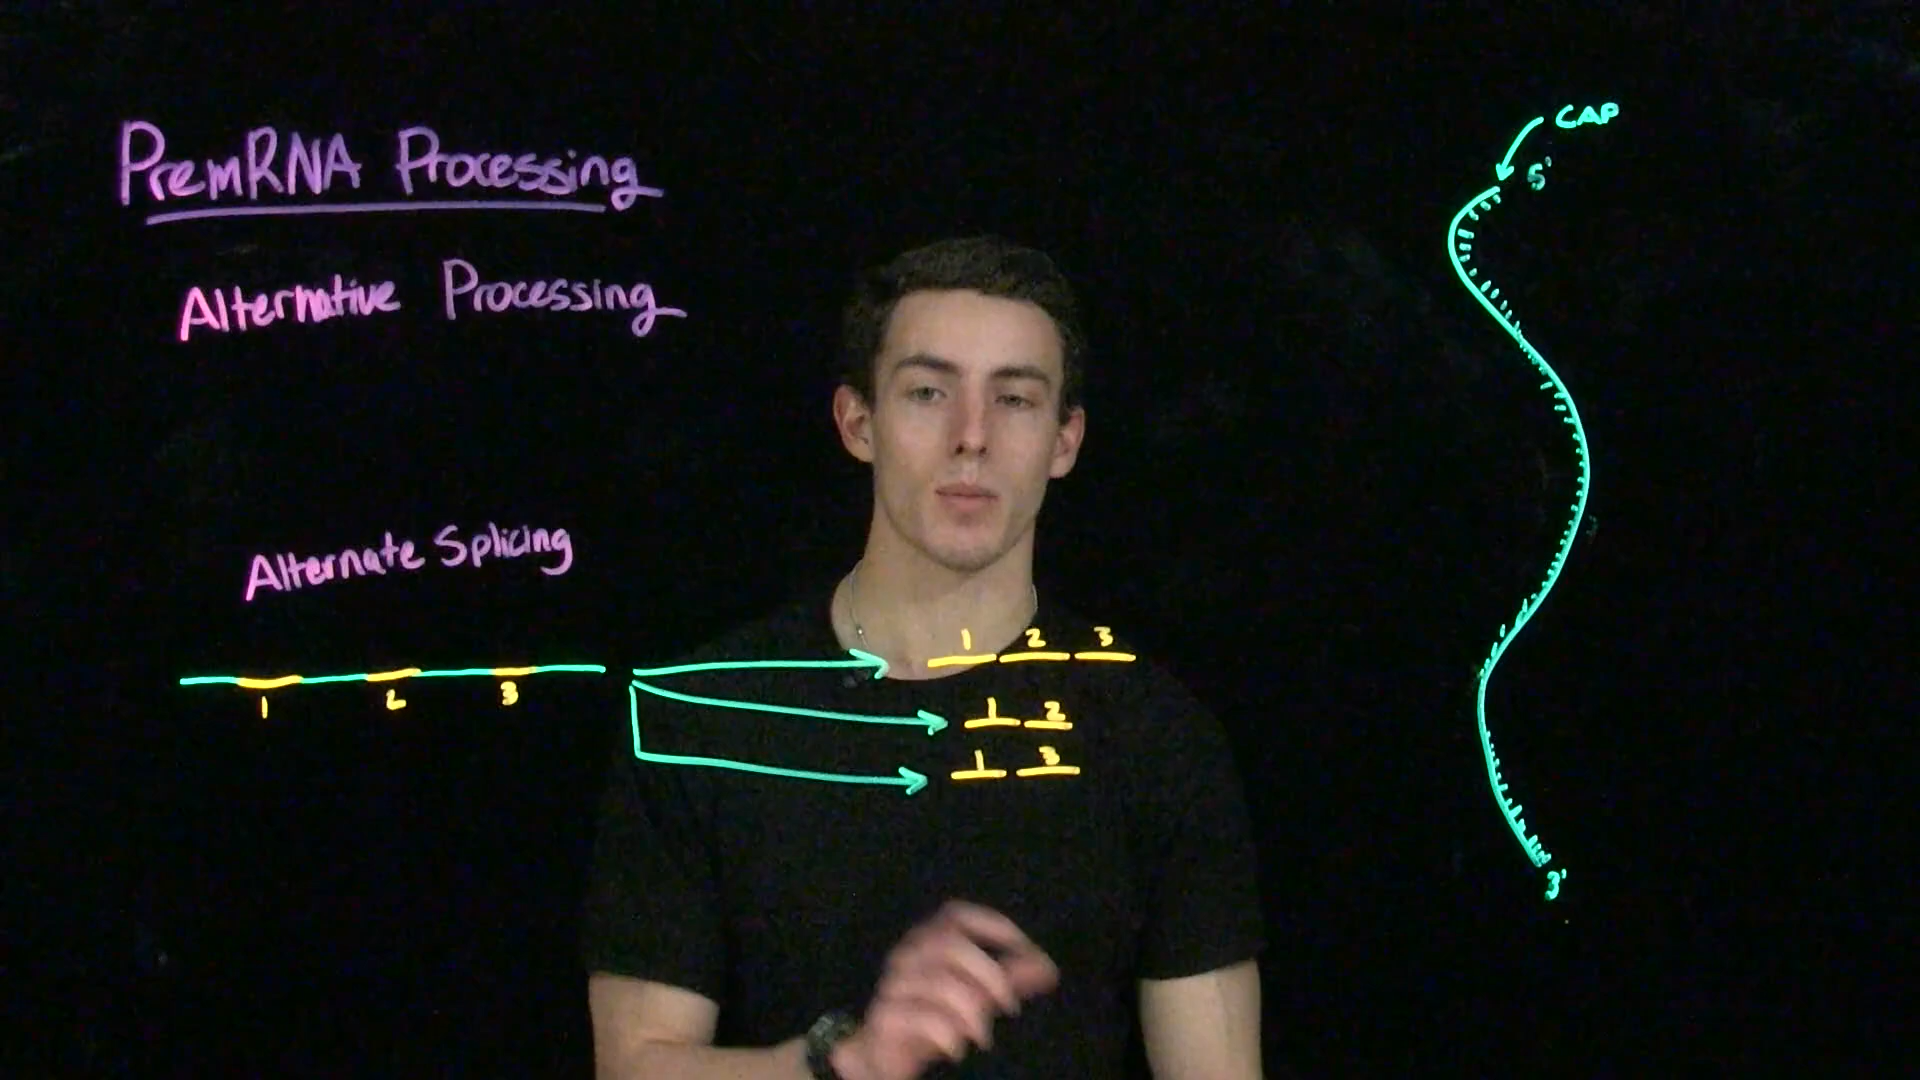 PremRNA Processing
Alternative Processing
Alternate Splicing
1 2 3
1 2 3
1 2
1 3
CAP
5'
3'